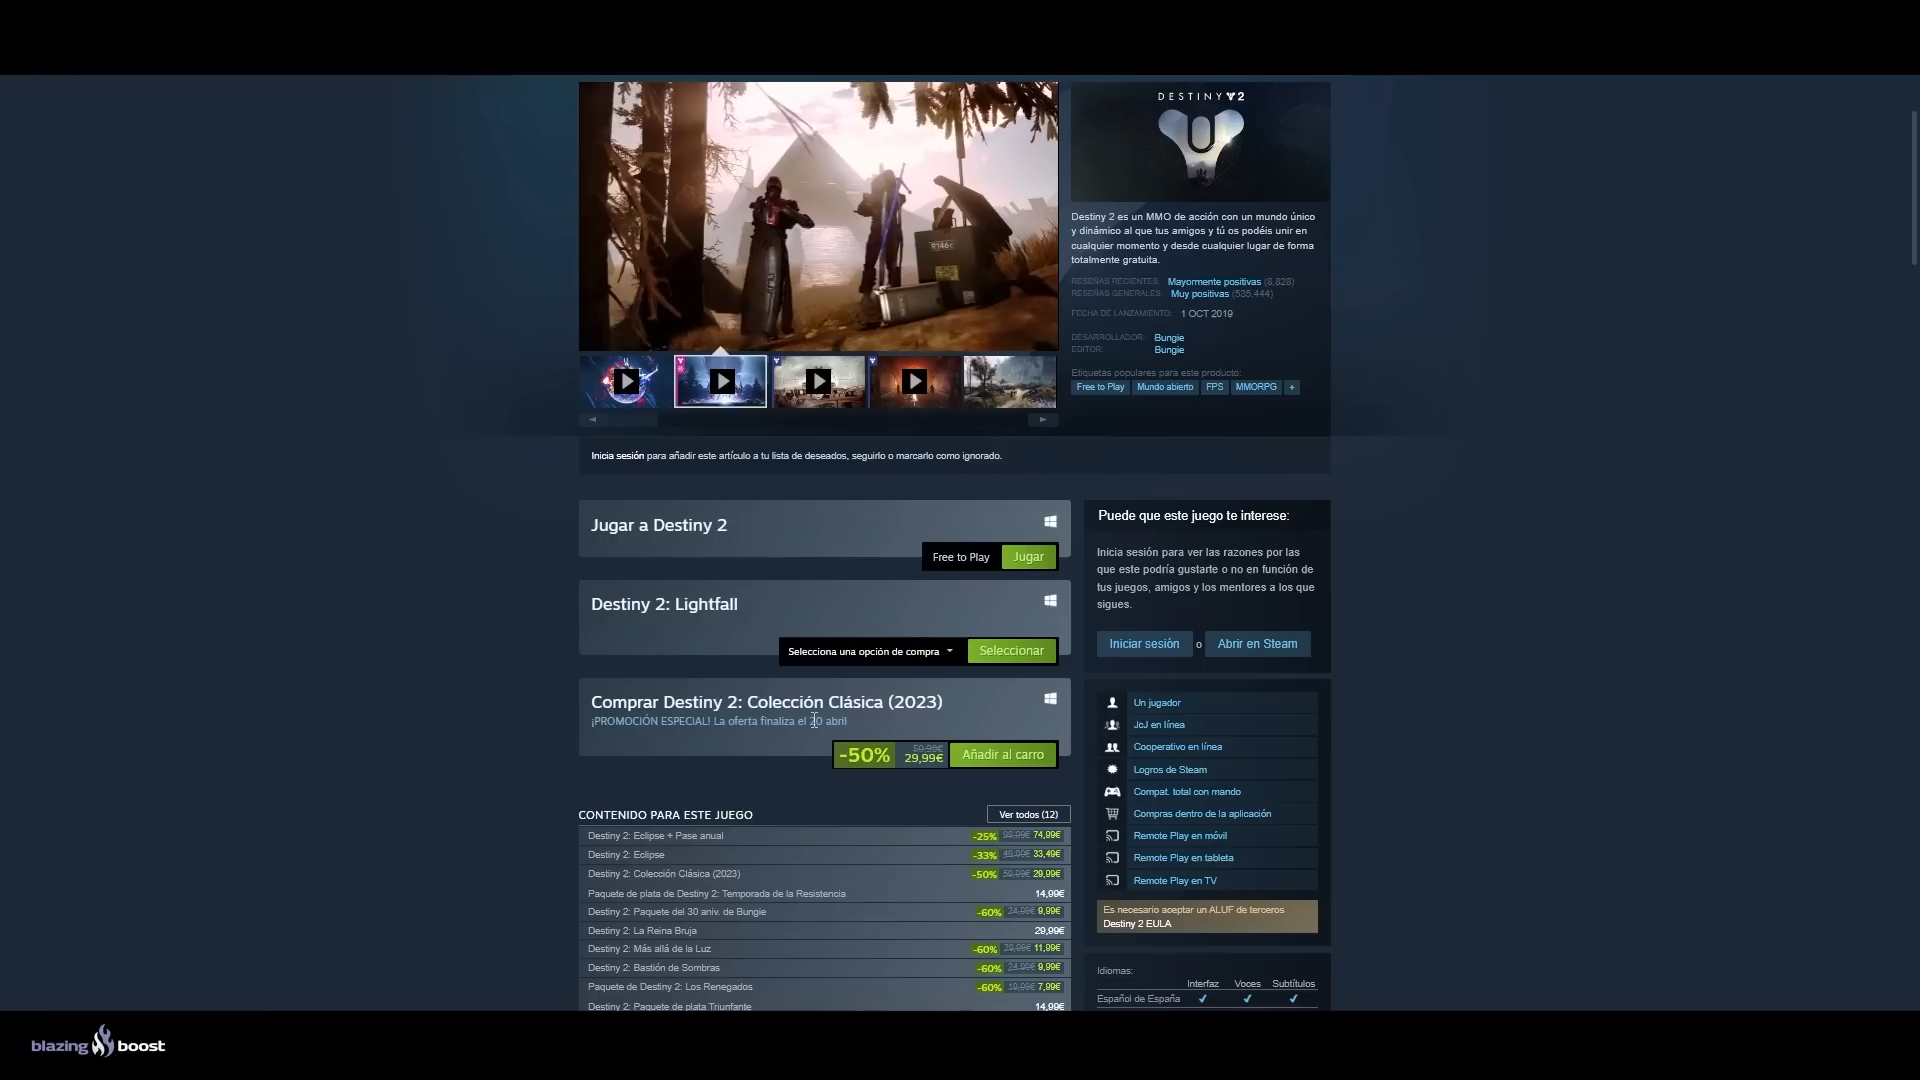 DESTINY 2
R146c
Destiny 2 es un MMO de acción con un mundo único
y dinámico al que tus amigos y tú os podéis unir en
cualquier momento y desde cualquier lugar de forma
totalmente gratuita.
RESEÑAS RECIENTES: Mayormente positivas (8,828)
RESEÑAS GENERALES: Muy positivas (535,444)
FECHA DE LANZAMIENTO: 1 OCT 2019
DESARROLLADOR: Bungie
EDITOR: Bungie
Etiquetas populares para este producto:
Free to Play Mundo abierto FPS MMORPG +
Inicia sesión para añadir este artículo a tu lista de deseados, seguirlo o marcarlo como ignorado.
Jugar a Destiny 2
Free to Play Jugar
Destiny 2: Lightfall
Selecciona una opción de compra Seleccionar
Comprar Destiny 2: Colección Clásica (2023)
¡PROMOCIÓN ESPECIAL! La oferta finaliza el 20 abril
-50% 59,99€ 29,99€ Añadir al carro
CONTENIDO PARA ESTE JUEGO Ver todos (12)
Destiny 2: Eclipse + Pase anual -25% 99,99€ 74,99€
Destiny 2: Eclipse -33% 49,99€ 33,49€
Destiny 2: Colección Clásica (2023) -50% 59,99€ 29,99€
Paquete de plata de Destiny 2: Temporada de la Resistencia 14,99€
Destiny 2: Paquete del 30 aniv. de Bungie -60% 24,99€ 9,99€
Destiny 2: La Reina Bruja 29,99€
Destiny 2: Más allá de la Luz -60% 29,99€ 11,99€
Destiny 2: Bastión de Sombras -60% 24,99€ 9,99€
Paquete de Destiny 2: Los Renegados -60% 19,99€ 7,99€
Destiny 2: Paquete de plata Triunfante 14,99€
Puede que este juego te interese:
Inicia sesión para ver las razones por las
que este podría gustarte o no en función de
tus juegos, amigos y los mentores a los que
sigues.
Iniciar sesión o Abrir en Steam
Un jugador
JcJ en línea
Cooperativo en línea
Logros de Steam
Compat. total con mando
Compras dentro de la aplicación
Remote Play en móvil
Remote Play en tableta
Remote Play en TV
Es necesario aceptar un ALUF de terceros
Destiny 2 EULA
Idiomas:
Interfaz Voces Subtítulos
Español de España ✔ ✔ ✔
blazing boost